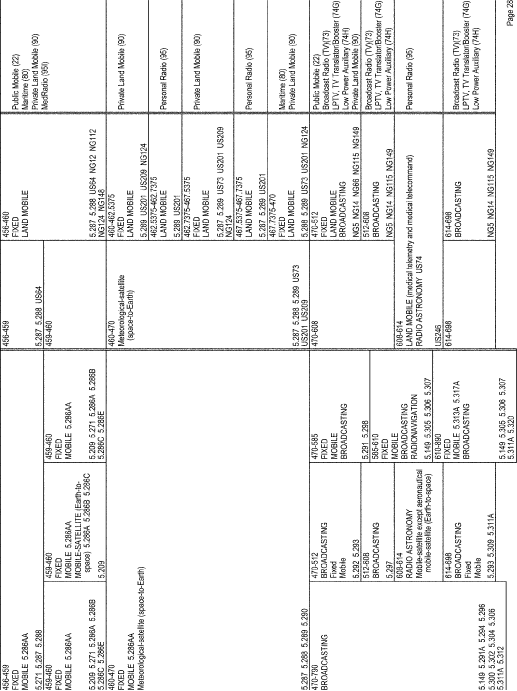 456-459
FIXED
MOBILE 5.286AA
5.271 5.287 5.288
459-460
FIXED
MOBILE 5.286AA
5.209 5.271 5.286A 5.286B
5.286C 5.286E
460-470
FIXED
MOBILE 5.286AA
Meteorological-satellite (space-to-Earth)
5.287 5.288 5.289 5.290
470-790
BROADCASTING
5.149 5.291A 5.294 5.296
5.300 5.302 5.304 5.306
5.311A 5.312
459-460
FIXED
MOBILE 5.286AA
MOBILE-SATELLITE (Earth-to-
space) 5.286A 5.286B 5.286C
5.209
470-512
BROADCASTING
Fixed
Mobile
5.292 5.293
512-608
BROADCASTING
5.297
608-614
RADIO ASTRONOMY
Mobile-satellite except aeronautical
mobile-satellite (Earth-to-space)
614-698
BROADCASTING
Fixed
Mobile
5.293 5.309 5.311A
459-460
FIXED
MOBILE 5.286AA
5.209 5.271 5.286A 5.286B
5.286C 5.286E
470-585
FIXED
MOBILE
BROADCASTING
5.291 5.298
585-610
FIXED
MOBILE
BROADCASTING
RADIONAVIGATION
5.149 5.305 5.306 5.307
610-890
FIXED
MOBILE 5.313A 5.317A
BROADCASTING
5.149 5.305 5.306 5.307
5.311A 5.320
456-459
5.287 5.288 US64
459-460
460-470
Meteorological-satellite
(space-to-Earth)
5.287 5.288 5.289 US73
US201 US209
470-608
608-614
LAND MOBILE (medical telemetry and medical telecommand)
RADIO ASTRONOMY US74
US246
614-698
456-460
FIXED
LAND MOBILE
5.287 5.288 US64 NG12 NG112
NG124 NG148
460-462.5375
FIXED
LAND MOBILE
5.289 US201 US209 NG124
462.5375-462.7375
LAND MOBILE
5.289 US201
462.7375-467.5375
FIXED
LAND MOBILE
5.287 5.289 US73 US201 US209
NG124
467.5375-467.7375
LAND MOBILE
5.287 5.289 US201
467.7375-470
FIXED
LAND MOBILE
5.288 5.289 US73 US201 NG124
470-512
FIXED
LAND MOBILE
BROADCASTING
NG5 NG14 NG66 NG115 NG149
512-608
BROADCASTING
NG5 NG14 NG115 NG149
614-698
BROADCASTING
NG5 NG14 NG115 NG149
Public Mobile (22)
Maritime (80)
Private Land Mobile (90)
MedRadio (95I)
Private Land Mobile (90)
Personal Radio (95)
Private Land Mobile (90)
Personal Radio (95)
Maritime (80)
Private Land Mobile (90)
Public Mobile (22)
Broadcast Radio (TV)(73)
LPTV, TV Translator/Booster (74G)
Low Power Auxiliary (74H)
Private Land Mobile (90)
Broadcast Radio (TV)(73)
LPTV, TV Translator/Booster (74G)
Low Power Auxiliary (74H)
Personal Radio (95)
Broadcast Radio (TV)(73)
LPTV, TV Translator/Booster (74G)
Low Power Auxiliary (74H)
Page 28